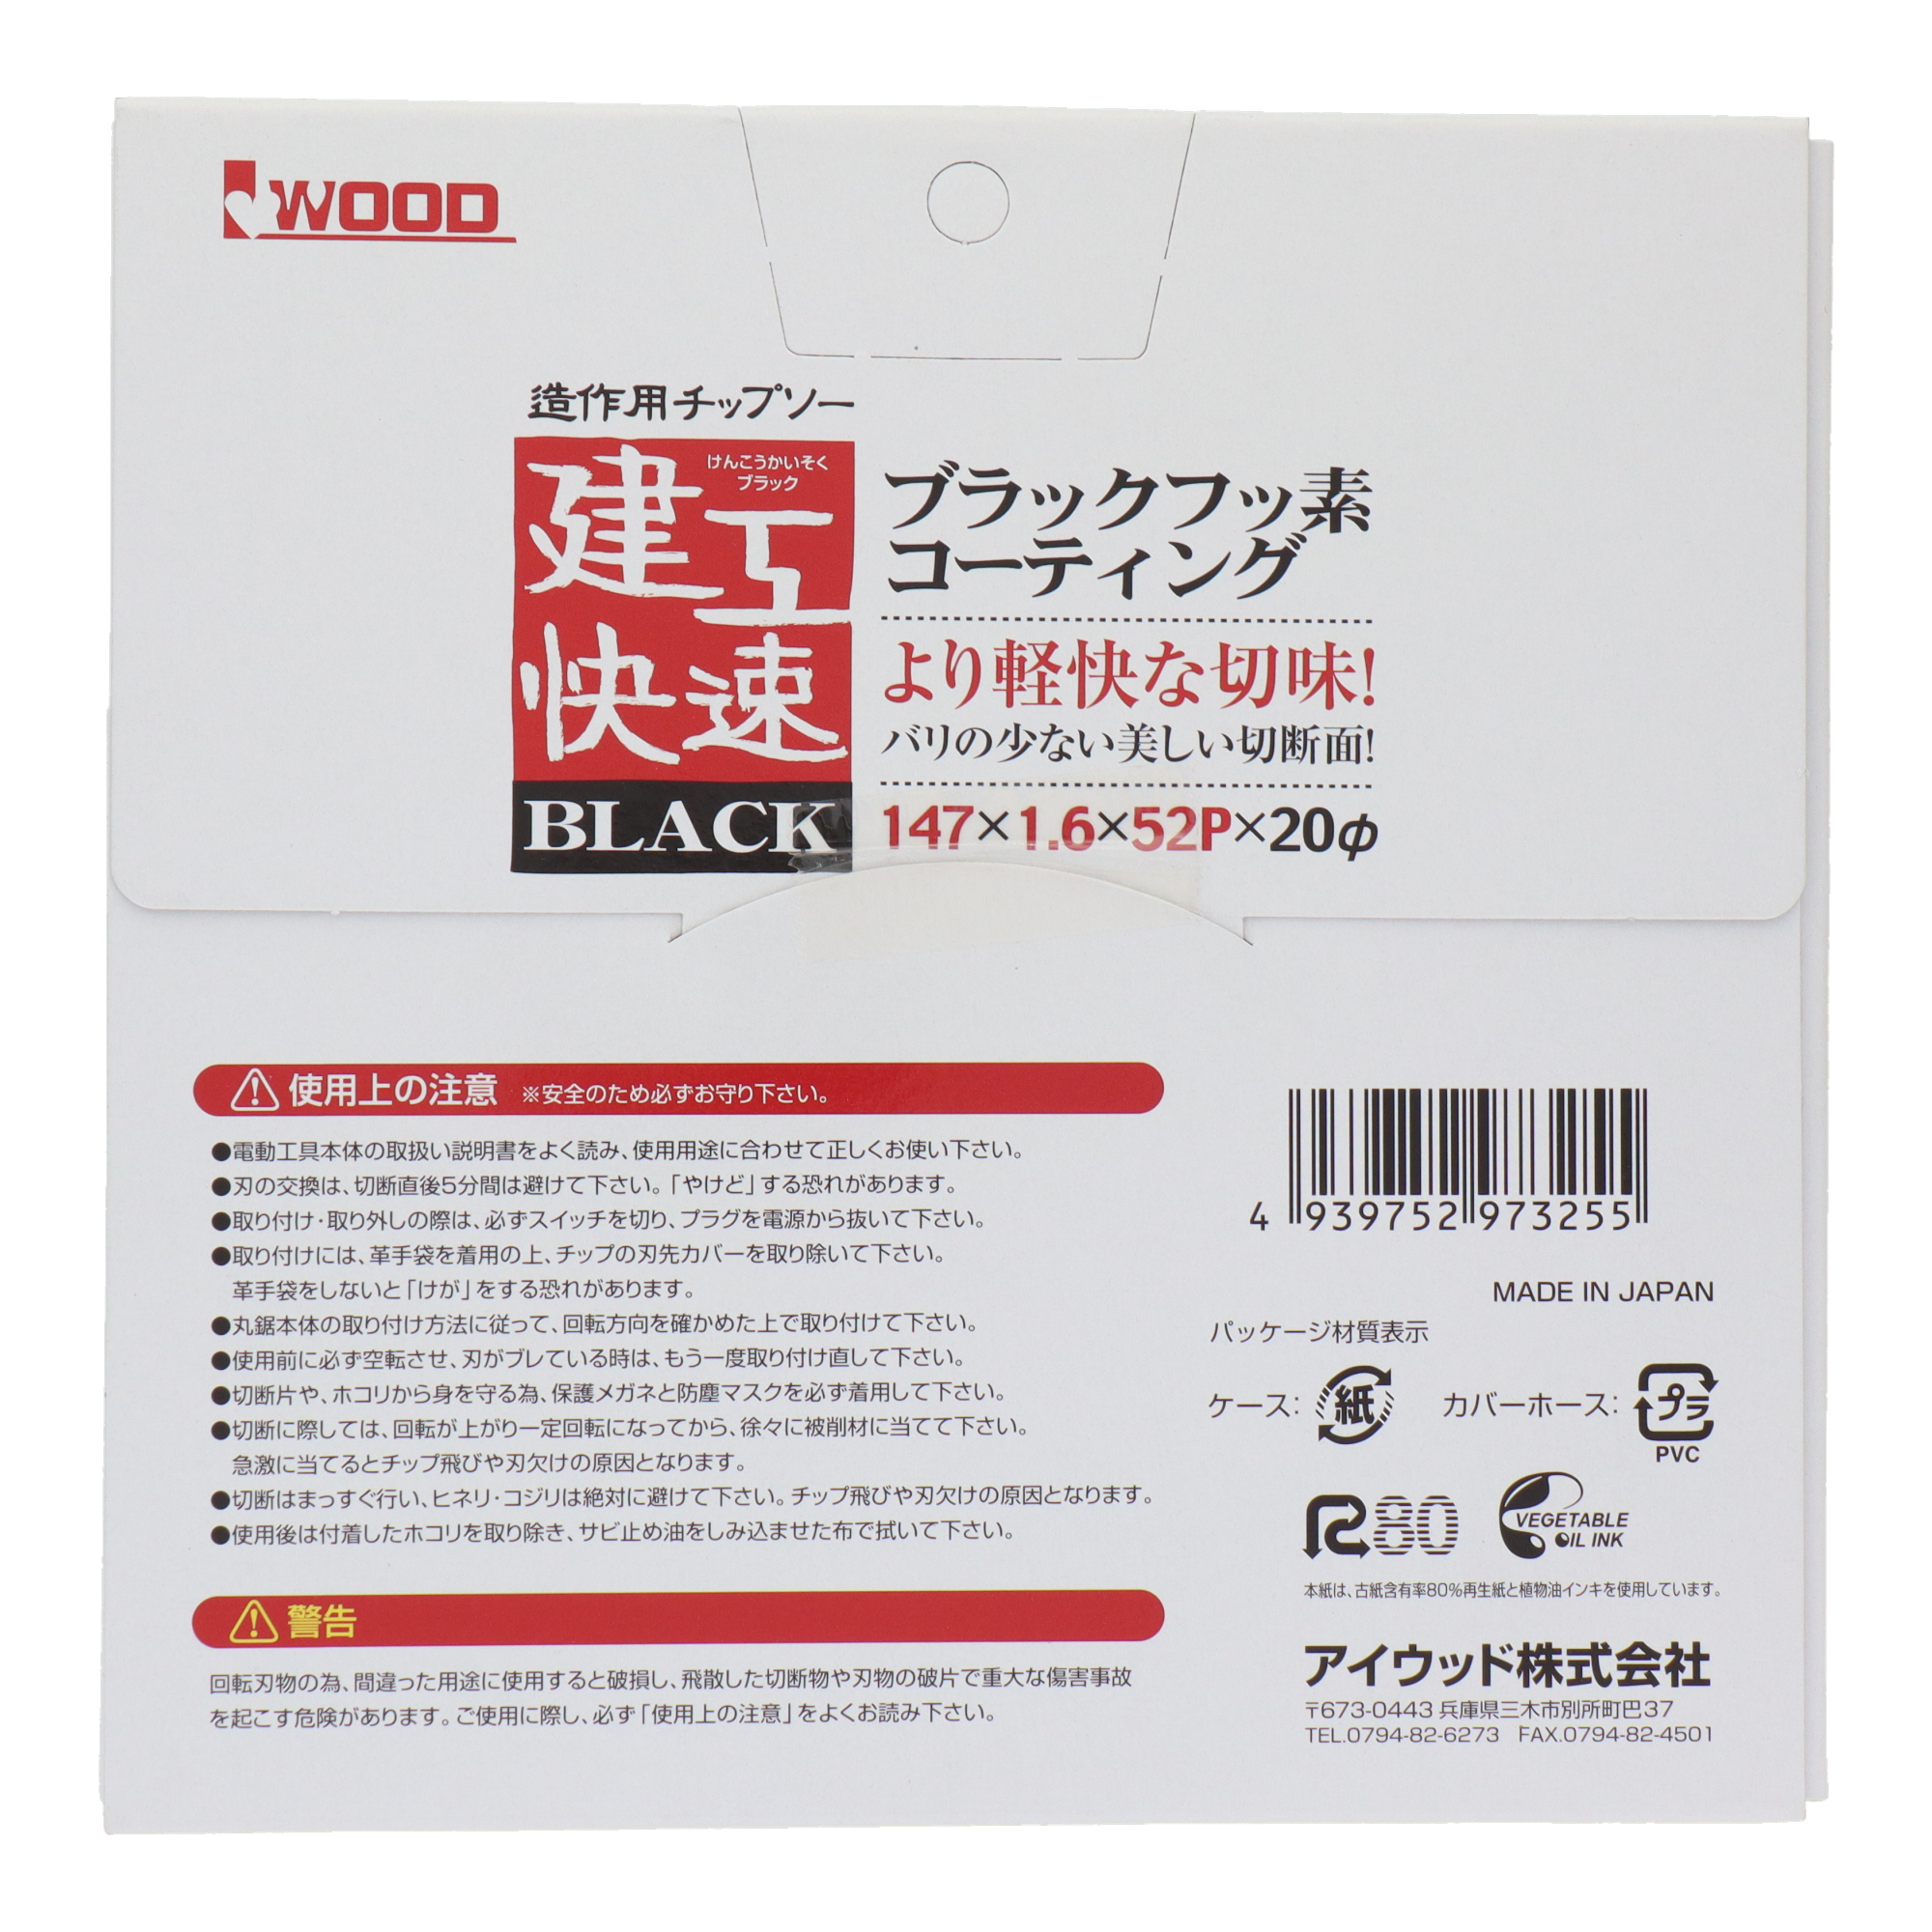 IWOOD
造作用チップソー
建工快速
けんこうかいそく
ブラック
BLACK
ブラックフッ素
コーティング
より軽快な切味!
バリの少ない美しい切断面!
147×1.6×52P×20φ
使用上の注意 ※安全のため必ずお守り下さい。
●電動工具本体の取扱い説明書をよく読み、使用用途に合わせて正しくお使い下さい。
●刃の交換は、切断直後5分間は避けて下さい。「やけど」する恐れがあります。
●取り付け・取り外しの際は、必ずスイッチを切り、プラグを電源から抜いて下さい。
●取り付けには、革手袋を着用の上、チップの刃先カバーを取り除いて下さい。
革手袋をしないと「けが」をする恐れがあります。
●丸鋸本体の取り付け方法に従って、回転方向を確かめた上で取り付けて下さい。
●使用前に必ず空転させ、刃がブレている時は、もう一度取り付け直して下さい。
●切断片や、ホコリから身を守る為、保護メガネと防塵マスクを必ず着用して下さい。
●切断に際しては、回転が上がり一定回転になってから、徐々に被削材に当てて下さい。
急激に当てるとチップ飛びや刃欠けの原因となります。
●切断はまっすぐ行い、ヒネリ・コジリは絶対に避けて下さい。チップ飛びや刃欠けの原因となります。
●使用後は付着したホコリを取り除き、サビ止め油をしみ込ませた布で拭いて下さい。
警告
回転刃物の為、間違った用途に使用すると破損し、飛散した切断物や刃物の破片で重大な傷害事故
を起こす危険があります。ご使用に際し、必ず「使用上の注意」をよくお読み下さい。
4 939752 973255
MADE IN JAPAN
パッケージ材質表示
ケース: 紙 カバーホース: プラ
PVC
R80 VEGETABLE
OIL INK
本紙は、古紙含有率80%再生紙と植物油インキを使用しています。
アイウッド株式会社
〒673-0443 兵庫県三木市別所町巴37
TEL.0794-82-6273 FAX.0794-82-4501